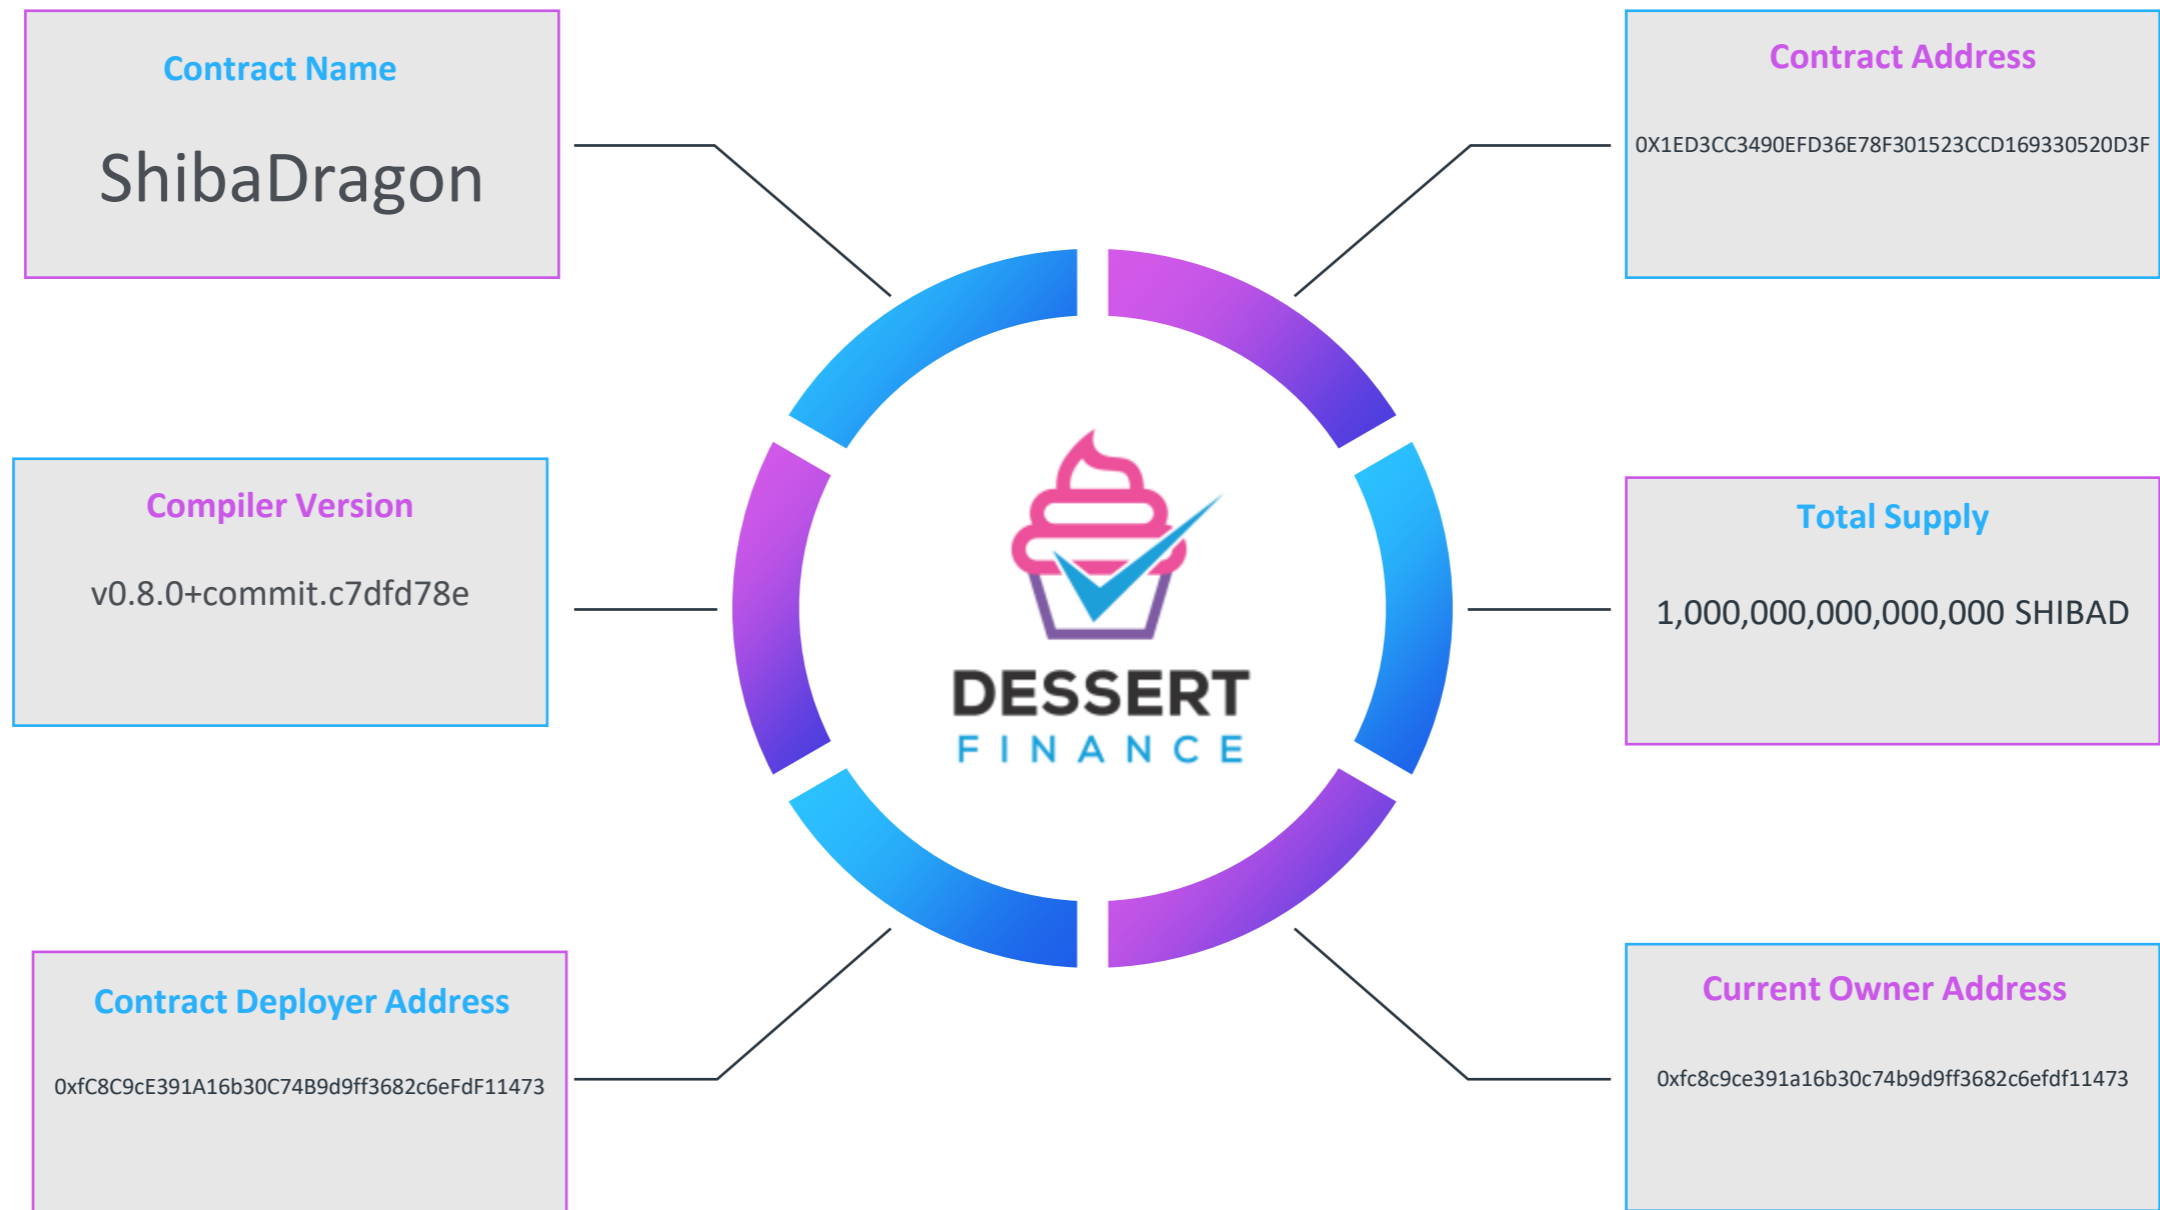 Contract Name
ShibaDragon
Contract Address
0X1ED3CC3490EFD36E78F301523CCD169330520D3F
Compiler Version
v0.8.0+commit.c7dfd78e
Total Supply
1,000,000,000,000,000 SHIBAD
DESSERT
FINANCE
Contract Deployer Address
0xfC8C9cE391A16b30C74B9d9ff3682c6eFdF11473
Current Owner Address
0xfc8c9ce391a16b30c74b9d9ff3682c6efdf11473